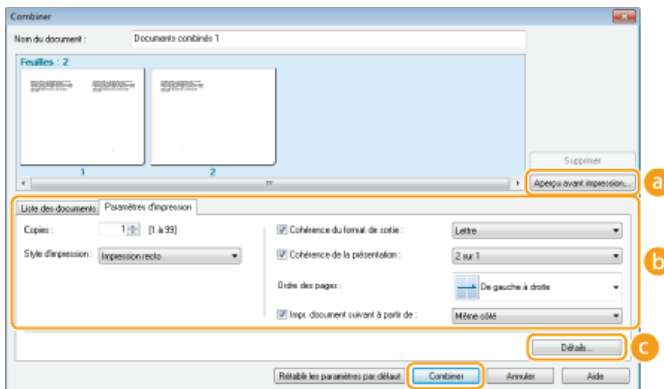 Combiner
Nom du document : Documents combinés 1
Feuilles : 2
1 2
Supprimer
Aperçu avant impression... a
Liste des documents Paramètres d'impression
Copies : 1 [1 à 99] Cohérence du format de sortie : Lettre
Style d'impression : Impression recto Cohérence de la présentation : 2 sur 1 b
Ordre des pages : De gauche à droite
Impr. document suivant à partir de : Même côté
Détails... c
Rétablir les paramètres par défaut Combiner Annuler Aide